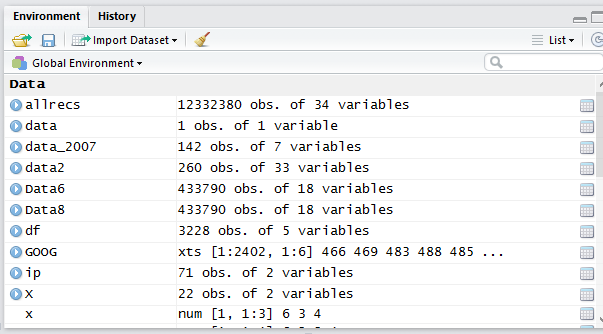 Environment History
Import Dataset List
Global Environment
Data
allrecs 12332380 obs. of 34 variables
data 1 obs. of 1 variable
data_2007 142 obs. of 7 variables
data2 260 obs. of 33 variables
Data6 433790 obs. of 18 variables
Data8 433790 obs. of 18 variables
df 3228 obs. of 5 variables
GOOG xts [1:2402, 1:6] 466 469 483 488 485 ...
ip 71 obs. of 2 variables
X 22 obs. of 2 variables
x num [1, 1:3] 6 3 4